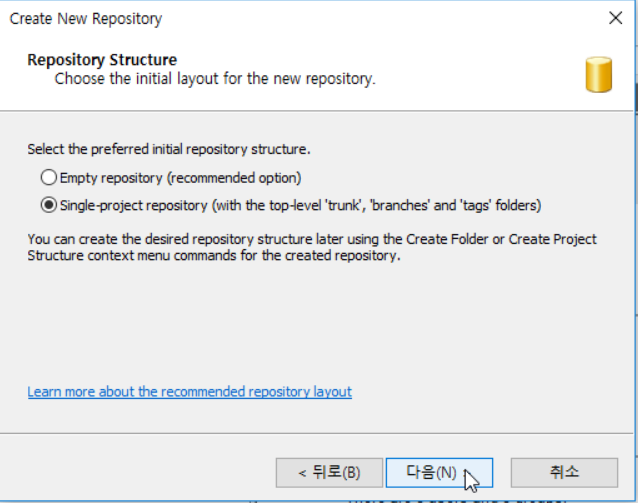 Create New Repository
Repository Structure
Choose the initial layout for the new repository.
Select the preferred initial repository structure.
Empty repository (recommended option)
Single-project repository (with the top-level 'trunk', 'branches' and 'tags' folders)
You can create the desired repository structure later using the Create Folder or Create Project
Structure context menu commands for the created repository.
Learn more about the recommended repository layout
< 뒤로(B)
다음(N) >
취소